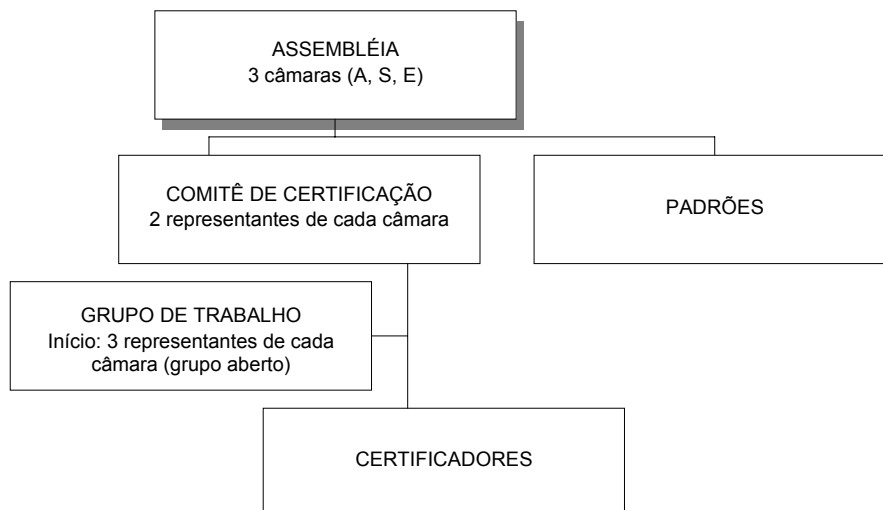 ASSEMBLÉIA
3 câmaras (A, S, E)
COMITÊ DE CERTIFICAÇÃO
2 representantes de cada câmara
PADRÕES
GRUPO DE TRABALHO
Início: 3 representantes de cada
câmara (grupo aberto)
CERTIFICADORES